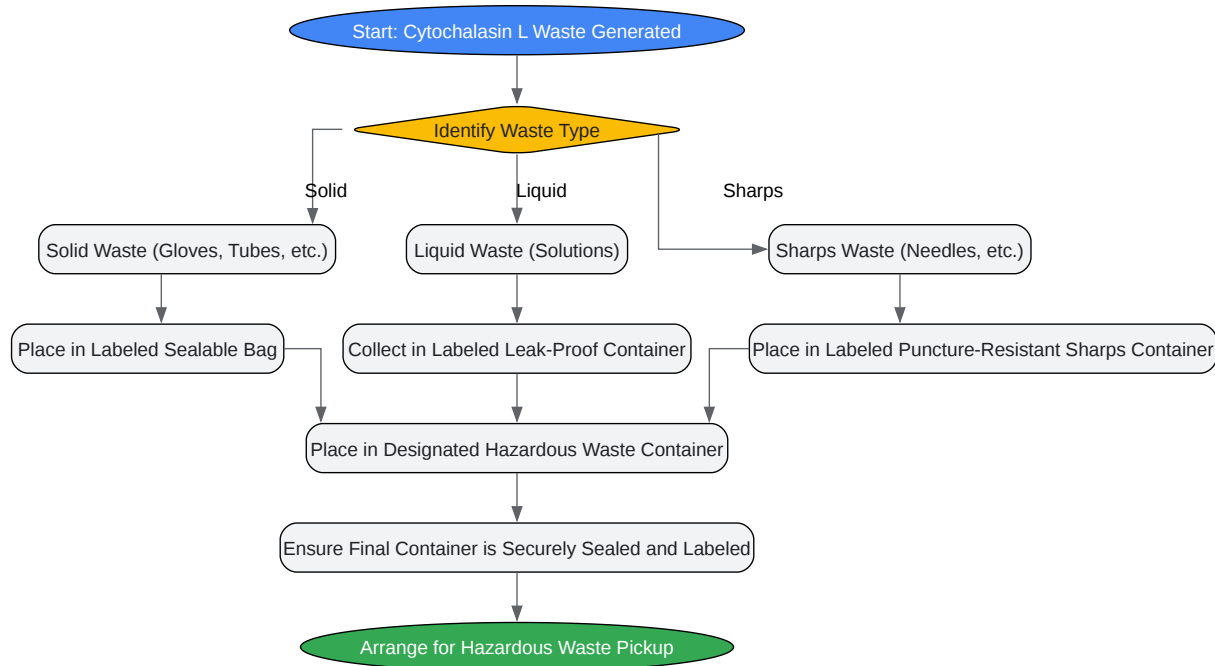 Start: Cytochalasin L Waste Generated
Identify Waste Type
Solid
Liquid
Sharps
Solid Waste (Gloves, Tubes, etc.)
Liquid Waste (Solutions)
Sharps Waste (Needles, etc.)
Place in Labeled Sealable Bag
Collect in Labeled Leak-Proof Container
Place in Labeled Puncture-Resistant Sharps Container
Place in Designated Hazardous Waste Container
Ensure Final Container is Securely Sealed and Labeled
Arrange for Hazardous Waste Pickup